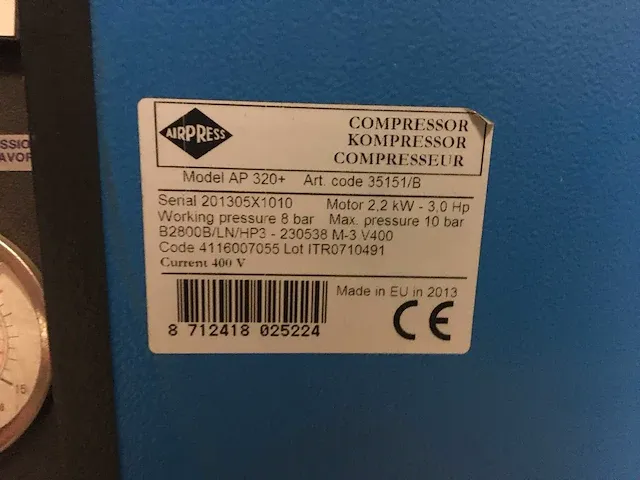 AIRPRESS
COMPRESSOR
KOMPRESSOR
COMPRESSEUR
Model AP 320+ Art. code 35151/B
Serial 201305X1010 Motor 2,2 kW - 3,0 Hp
Working pressure 8 bar Max. pressure 10 bar
B2800B/LN/HP3 - 230538 M-3 V400
Code 4116007055 Lot ITR0710491
Current 400 V
Made in EU in 2013
CE
8 712418 025224
15